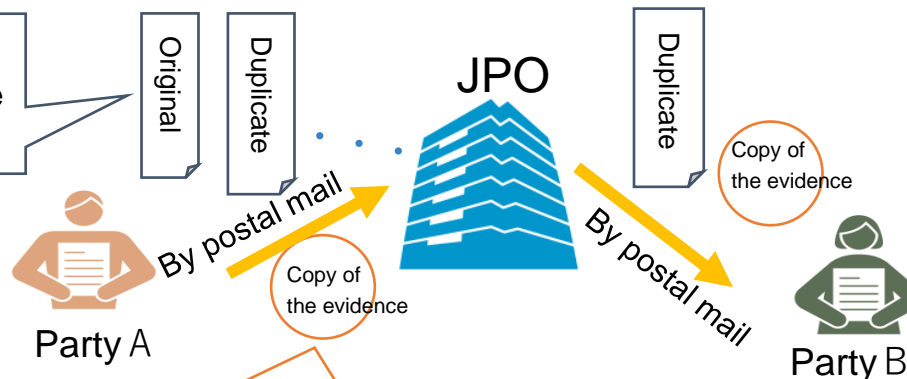 e
Original
Duplicate
JPO
Duplicate
Copy of
the evidence
By postal mail
By postal mail
Copy of
the evidence
Party A
Party B